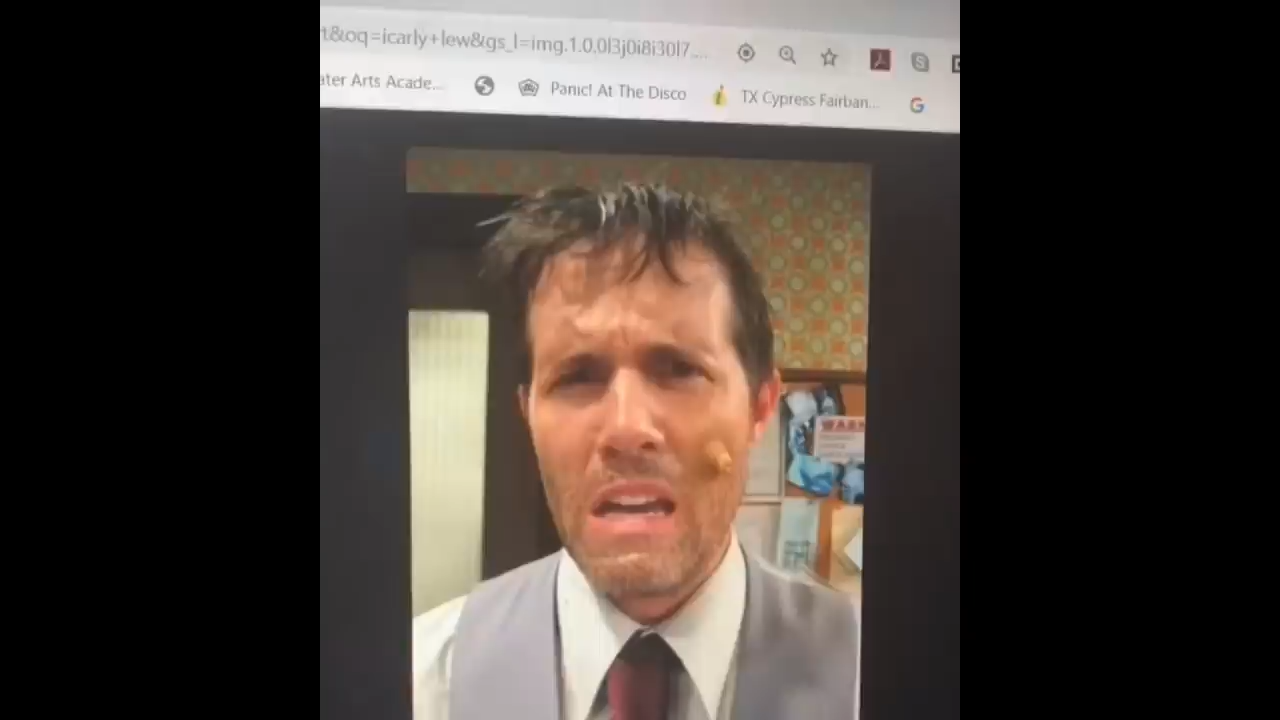 t&oq=icarly+lew&gs_l=img.1.0.0l3j0i8i30l7....
ater Arts Acade...
Panic! At The Disco
TX Cypress Fairban...
WARN